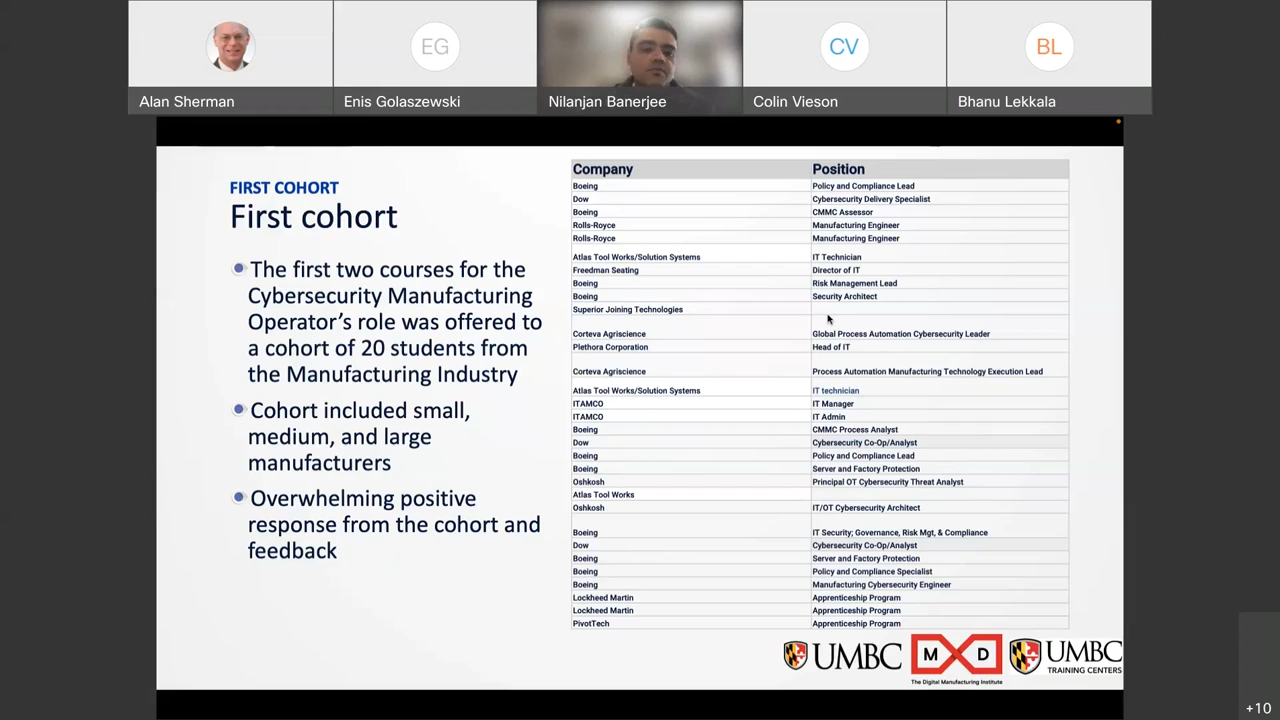 Alan Sherman
EG
Enis Golaszewski
Nilanjan Banerjee
CV
Colin Vieson
BL
Bhanu Lekkala
FIRST COHORT
First cohort
The first two courses for the
Cybersecurity Manufacturing
Operator's role was offered to
a cohort of 20 students from
the Manufacturing Industry
Cohort included small,
medium, and large
manufacturers
Overwhelming positive
response from the cohort and
feedback
Company Position
Boeing Policy and Compliance Lead
Dow Cybersecurity Delivery Specialist
Boeing CMMC Assessor
Rolls-Royce Manufacturing Engineer
Rolls-Royce Manufacturing Engineer
Atlas Tool Works/Solution Systems IT Technician
Freedman Seating Director of IT
Boeing Risk Management Lead
Boeing Security Architect
Superior Joining Technologies
Corteva Agriscience Global Process Automation Cybersecurity Leader
Plethora Corporation Head of IT
Corteva Agriscience Process Automation Manufacturing Technology Execution Lead
Atlas Tool Works/Solution Systems IT technician
ITAMCO IT Manager
ITAMCO IT Admin
Boeing CMMC Process Analyst
Dow Cybersecurity Co-Op/Analyst
Boeing Policy and Compliance Lead
Boeing Server and Factory Protection
Oshkosh Principal OT Cybersecurity Threat Analyst
Atlas Tool Works
Oshkosh IT/OT Cybersecurity Architect
Boeing IT Security; Governance, Risk Mgt, & Compliance
Dow Cybersecurity Co-Op/Analyst
Boeing Server and Factory Protection
Boeing Policy and Compliance Specialist
Boeing Manufacturing Cybersecurity Engineer
Lockheed Martin Apprenticeship Program
Lockheed Martin Apprenticeship Program
PivotTech Apprenticeship Program
UMBC
M D
The Digital Manufacturing Institute
UMBC
TRAINING CENTERS
+10